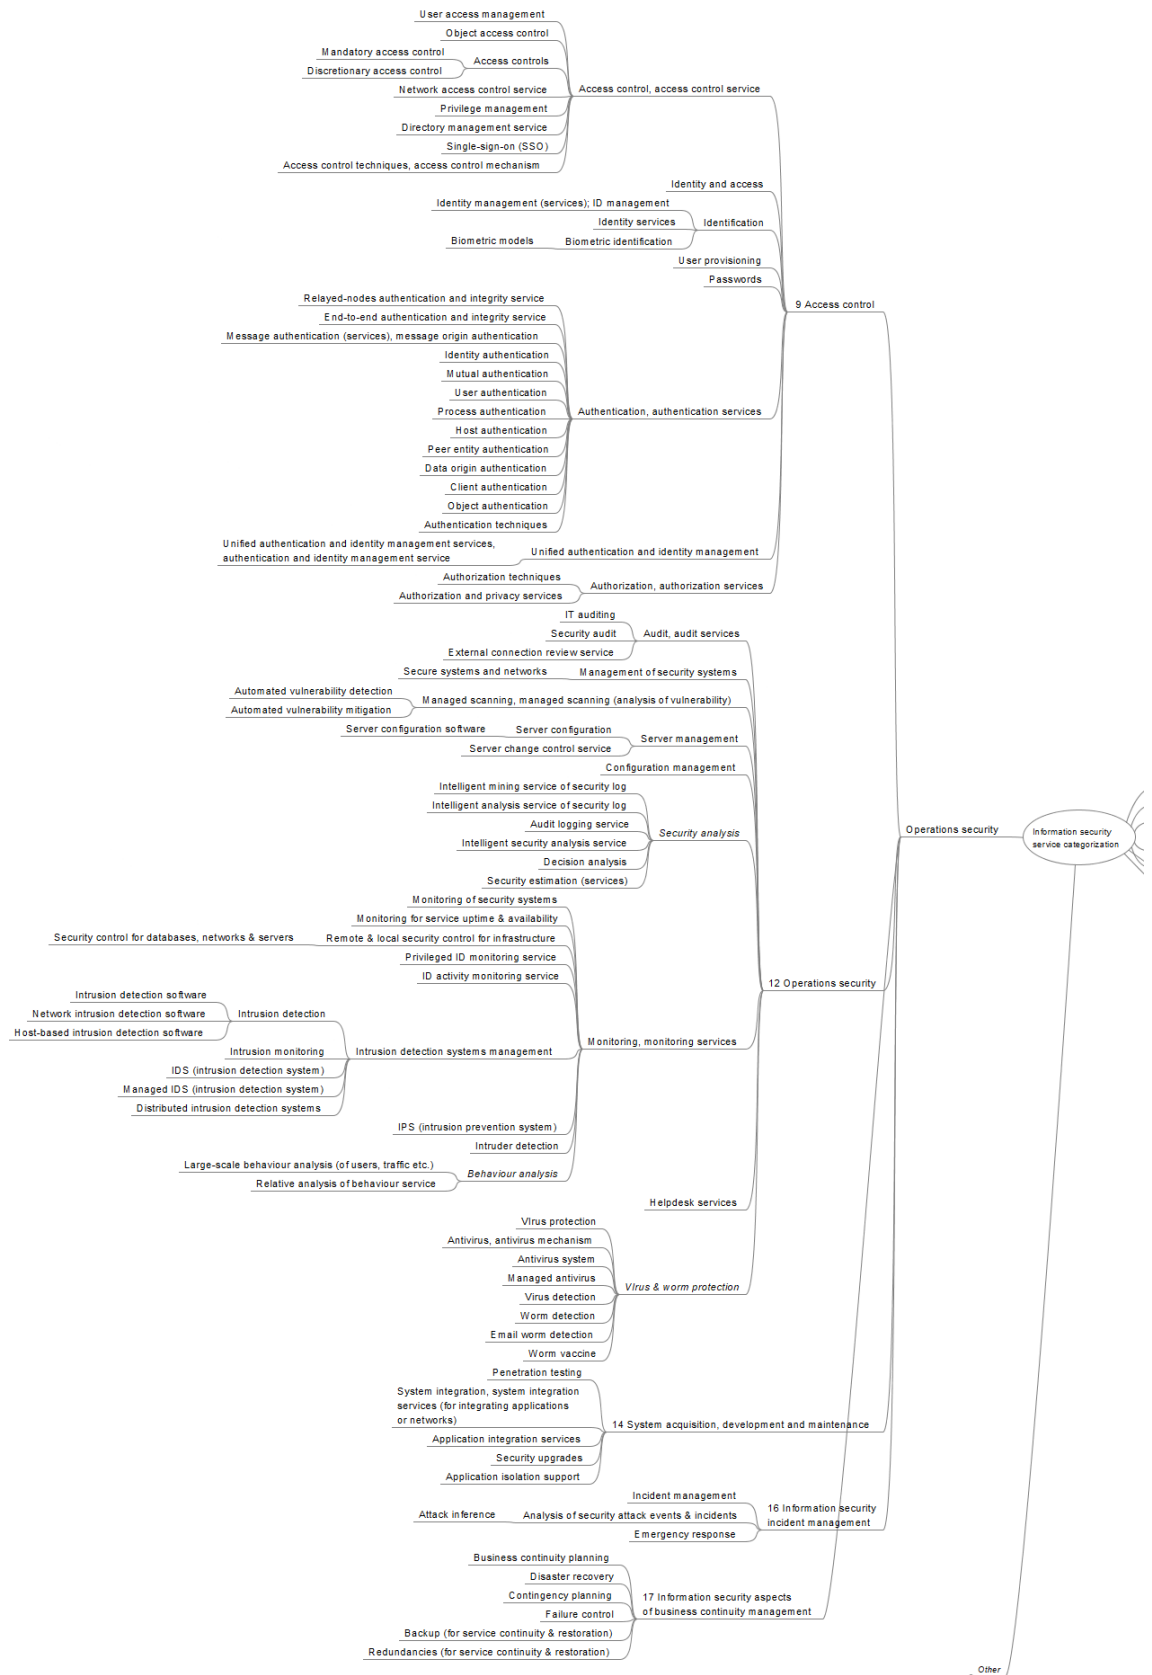 User access management
Object access control
Mandatory access control
Access controls
Discretionary access control
Network access control service
Access control, access control service
Privilege management
Directory management service
Single-sign-on (SSO)
Access control techniques, access control mechanism
Identity and access
Identity management (services); ID management
Identity services
Identification
Biometric models
Biometric identification
User provisioning
Passwords
9 Access control
Relayed-nodes authentication and integrity service
End-to-end authentication and integrity service
Message authentication (services), message origin authentication
Identity authentication
Mutual authentication
User authentication
Process authentication
Authentication, authentication services
Host authentication
Peer entity authentication
Data origin authentication
Client authentication
Object authentication
Authentication techniques
Unified authentication and identity management services,
authentication and identity management service
Unified authentication and identity management
Authorization techniques
Authorization, authorization services
Authorization and privacy services
IT auditing
Security audit
Audit, audit services
External connection review service
Secure systems and networks
Management of security systems
Automated vulnerability detection
Managed scanning, managed scanning (analysis of vulnerability)
Automated vulnerability mitigation
Server configuration software
Server configuration
Server management
Server change control service
Configuration management
Intelligent mining service of security log
Intelligent analysis service of security log
Audit logging service
Security analysis
Intelligent security analysis service
Decision analysis
Security estimation (services)
Operations security
Information security
service categorization
Monitoring of security systems
Monitoring for service uptime & availability
Security control for databases, networks & servers
Remote & local security control for infrastructure
Privileged ID monitoring service
ID activity monitoring service
12 Operations security
Intrusion detection software
Network intrusion detection software
Intrusion detection
Host-based intrusion detection software
Monitoring, monitoring services
Intrusion monitoring
Intrusion detection systems management
IDS (intrusion detection system)
Managed IDS (intrusion detection system)
Distributed intrusion detection systems
IPS (intrusion prevention system)
Intruder detection
Large-scale behaviour analysis (of users, traffic etc.)
Behaviour analysis
Relative analysis of behaviour service
Helpdesk services
VIrus protection
Antivirus, antivirus mechanism
Antivirus system
Managed antivirus
VIrus & worm protection
Virus detection
Worm detection
Email worm detection
Worm vaccine
Penetration testing
System integration, system integration
services (for integrating applications
or networks)
14 System acquisition, development and maintenance
Application integration services
Security upgrades
Application isolation support
Incident management
16 Information security
incident management
Attack inference
Analysis of security attack events & incidents
Emergency response
Business continuity planning
Disaster recovery
Contingency planning
17 Information security aspects
of business continuity management
Failure control
Backup (for service continuity & restoration)
Redundancies (for service continuity & restoration)
Other